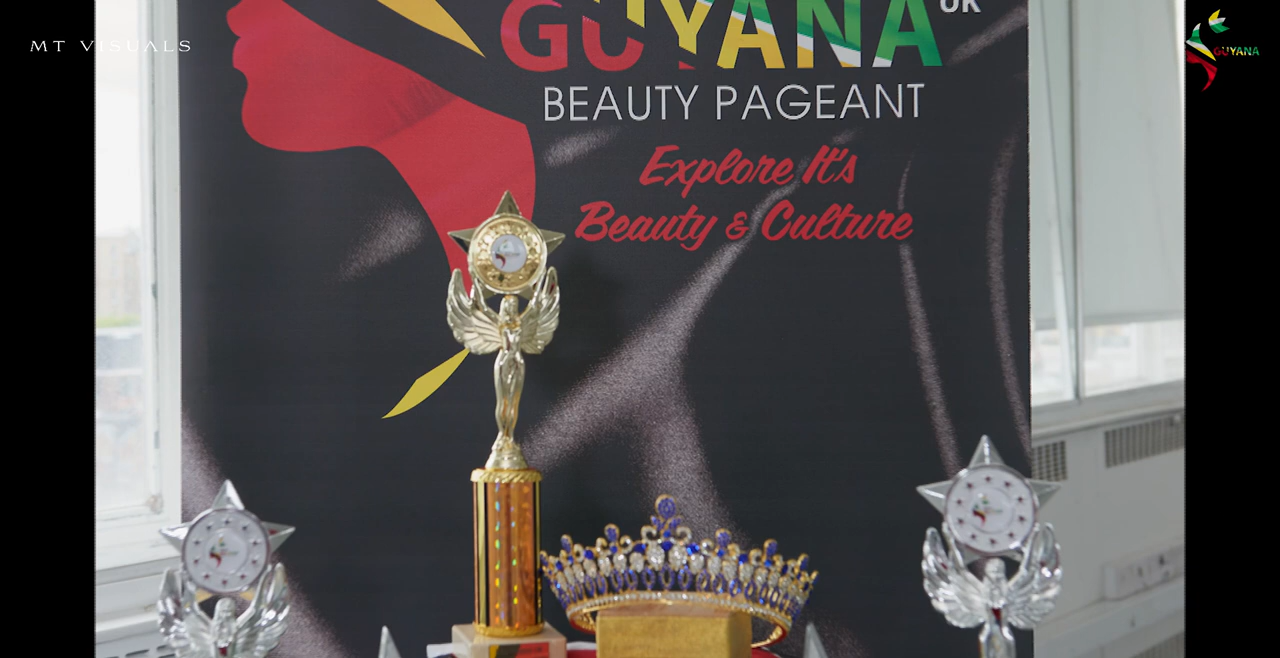 MT VISUALS
GUYANA UK
BEAUTY PAGEANT
Explore It's
Beauty & Culture
GUYANA